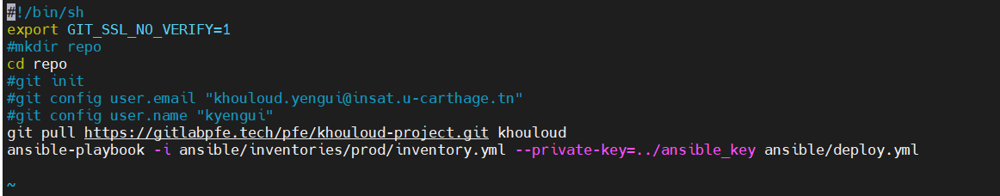 #!/bin/sh
export GIT_SSL_NO_VERIFY=1
#mkdir repo
cd repo
#git init
#git config user.email "khouloud.yengui@insat.u-carthage.tn"
#git config user.name "kyengui"
git pull https://gitlabpfe.tech/pfe/khouloud-project.git khouloud
ansible-playbook -i ansible/inventories/prod/inventory.yml --private-key=../ansible_key ansible/deploy.yml
~